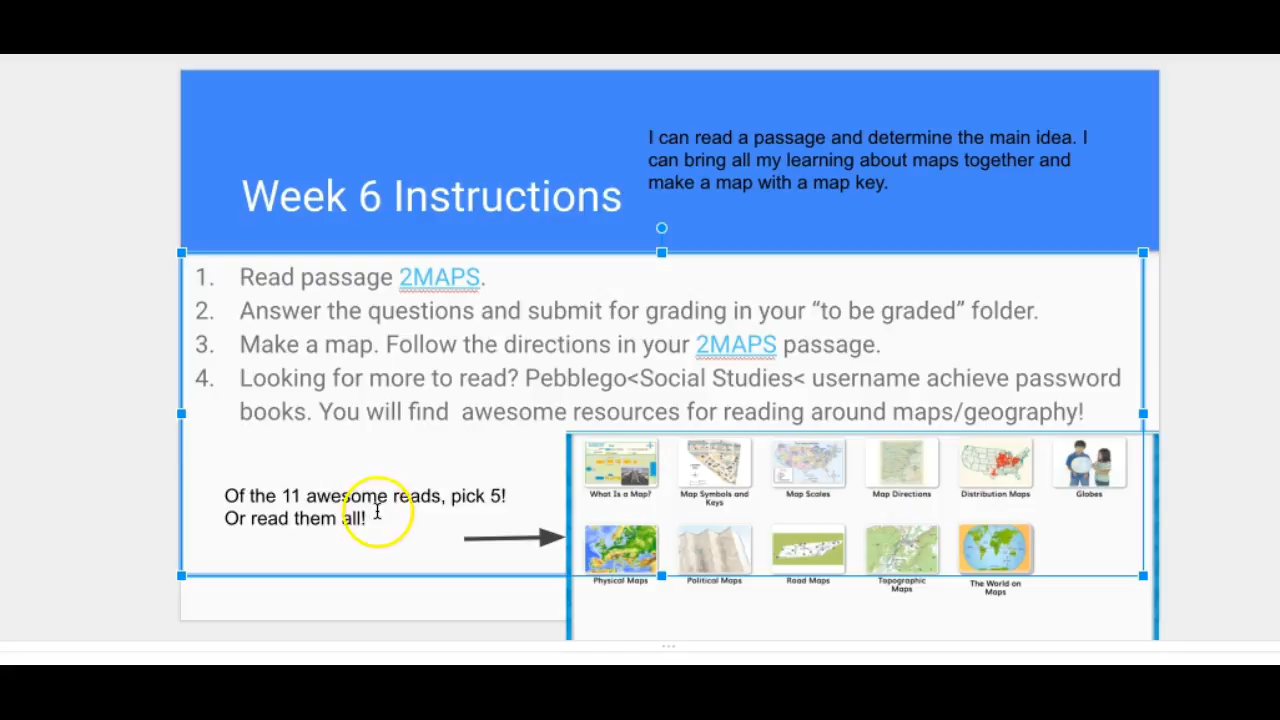 I can read a passage and determine the main idea. I
can bring all my learning about maps together and
make a map with a map key.
Week 6 Instructions
1. Read passage 2MAPS.
2. Answer the questions and submit for grading in your “to be graded” folder.
3. Make a map. Follow the directions in your 2MAPS passage.
4. Looking for more to read? Pebblego<Social Studies< username achieve password
books. You will find awesome resources for reading around maps/geography!
Of the 11 awesome reads, pick 5!
Or read them all!
What Is a Map?
Map Symbols and
Keys
Map Scales
Map Directions
Distribution Maps
Globes
Physical Maps
Political Maps
Road Maps
Topographic
Maps
The World on
Maps